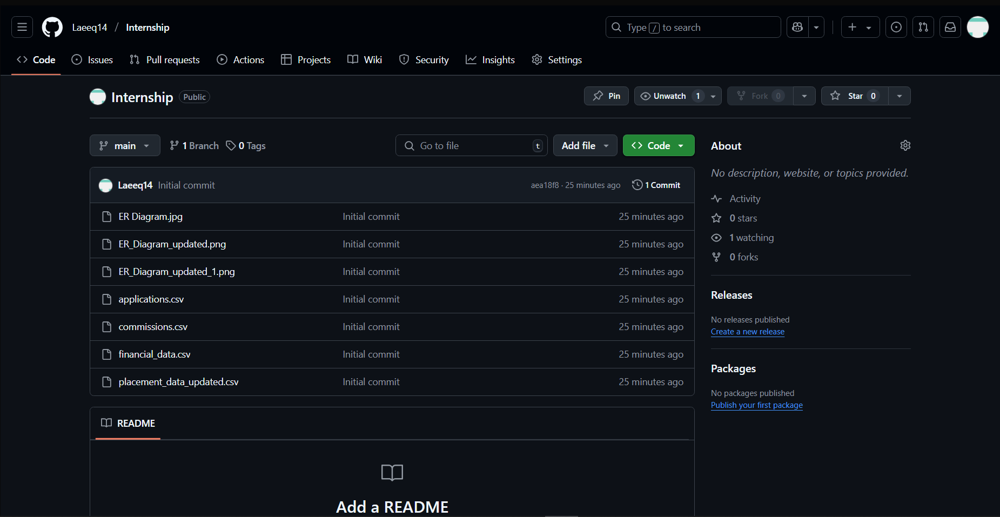 Laeeq14 / Internship
Type / to search
Code Issues Pull requests Actions Projects Wiki Security Insights Settings
Internship Public
Pin Unwatch 1 Fork 0 Star 0
main 1 Branch 0 Tags Go to file t Add file Code
Laeeq14 Initial commit aea18f8 · 25 minutes ago 1 Commit
ER Diagram.jpg Initial commit 25 minutes ago
ER_Diagram_updated.png Initial commit 25 minutes ago
ER_Diagram_updated_1.png Initial commit 25 minutes ago
applications.csv Initial commit 25 minutes ago
commissions.csv Initial commit 25 minutes ago
financial_data.csv Initial commit 25 minutes ago
placement_data_updated.csv Initial commit 25 minutes ago
README
Add a README
About
No description, website, or topics provided.
Activity
0 stars
1 watching
0 forks
Releases
No releases published
Create a new release
Packages
No packages published
Publish your first package